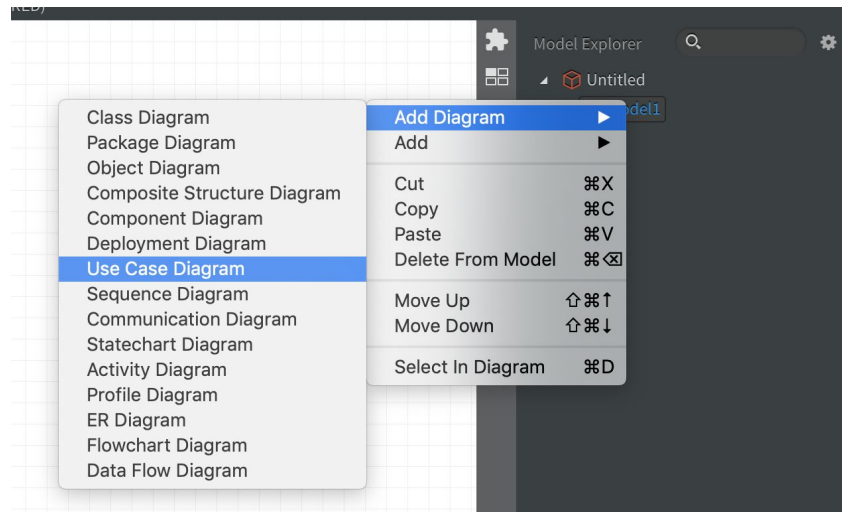 RED)
Model Explorer
Untitled
odel1
Class Diagram
Package Diagram
Object Diagram
Composite Structure Diagram
Component Diagram
Deployment Diagram
Use Case Diagram
Sequence Diagram
Communication Diagram
Statechart Diagram
Activity Diagram
Profile Diagram
ER Diagram
Flowchart Diagram
Data Flow Diagram
Add Diagram ▶
Add ▶
Cut ⌘X
Copy ⌘C
Paste ⌘V
Delete From Model ⌘⌫
Move Up ⇧⌘↑
Move Down ⇧⌘↓
Select In Diagram ⌘D